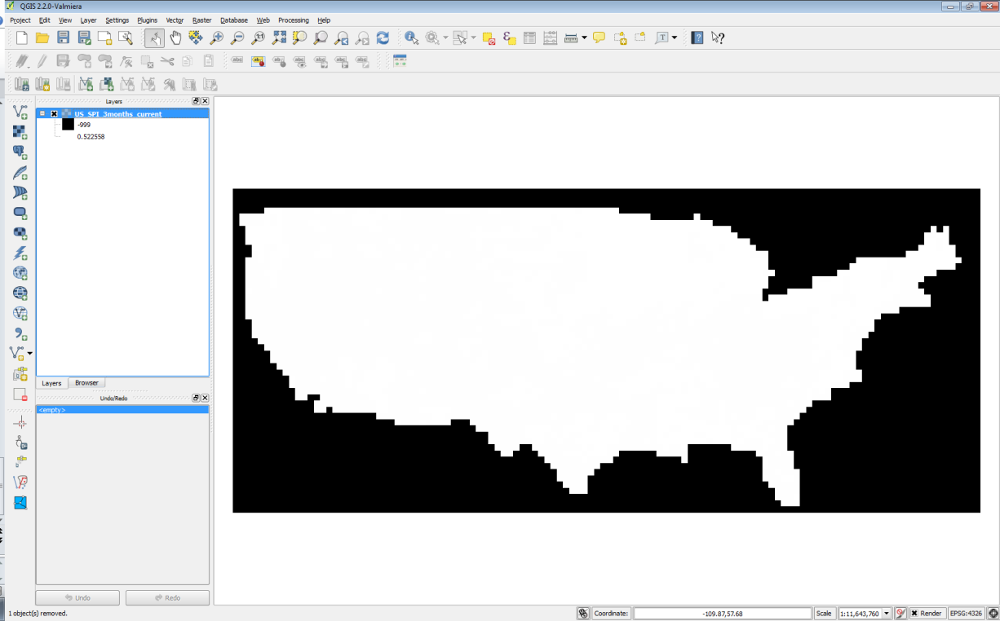 QGIS 2.2.0-Valmiera
Project Edit View Layer Settings Plugins Vector Raster Database Web Processing Help
Layers
US_SPI_3months_current
-999
0.522558
Layers Browser
Undo/Redo
<empty>
Undo Redo
1 object(s) removed.
Coordinate: -109.87,57.68 Scale 1:11,643,760 Render EPSG:4326